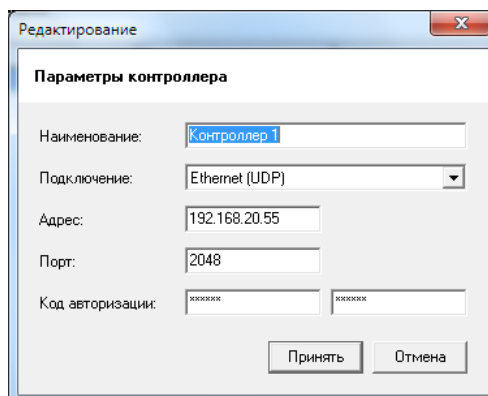 Редактирование
Параметры контроллера
Наименование: Контроллер 1
Подключение: Ethernet (UDP)
Адрес: 192.168.20.55
Порт: 2048
Код авторизации: ****** ******
Принять Отмена